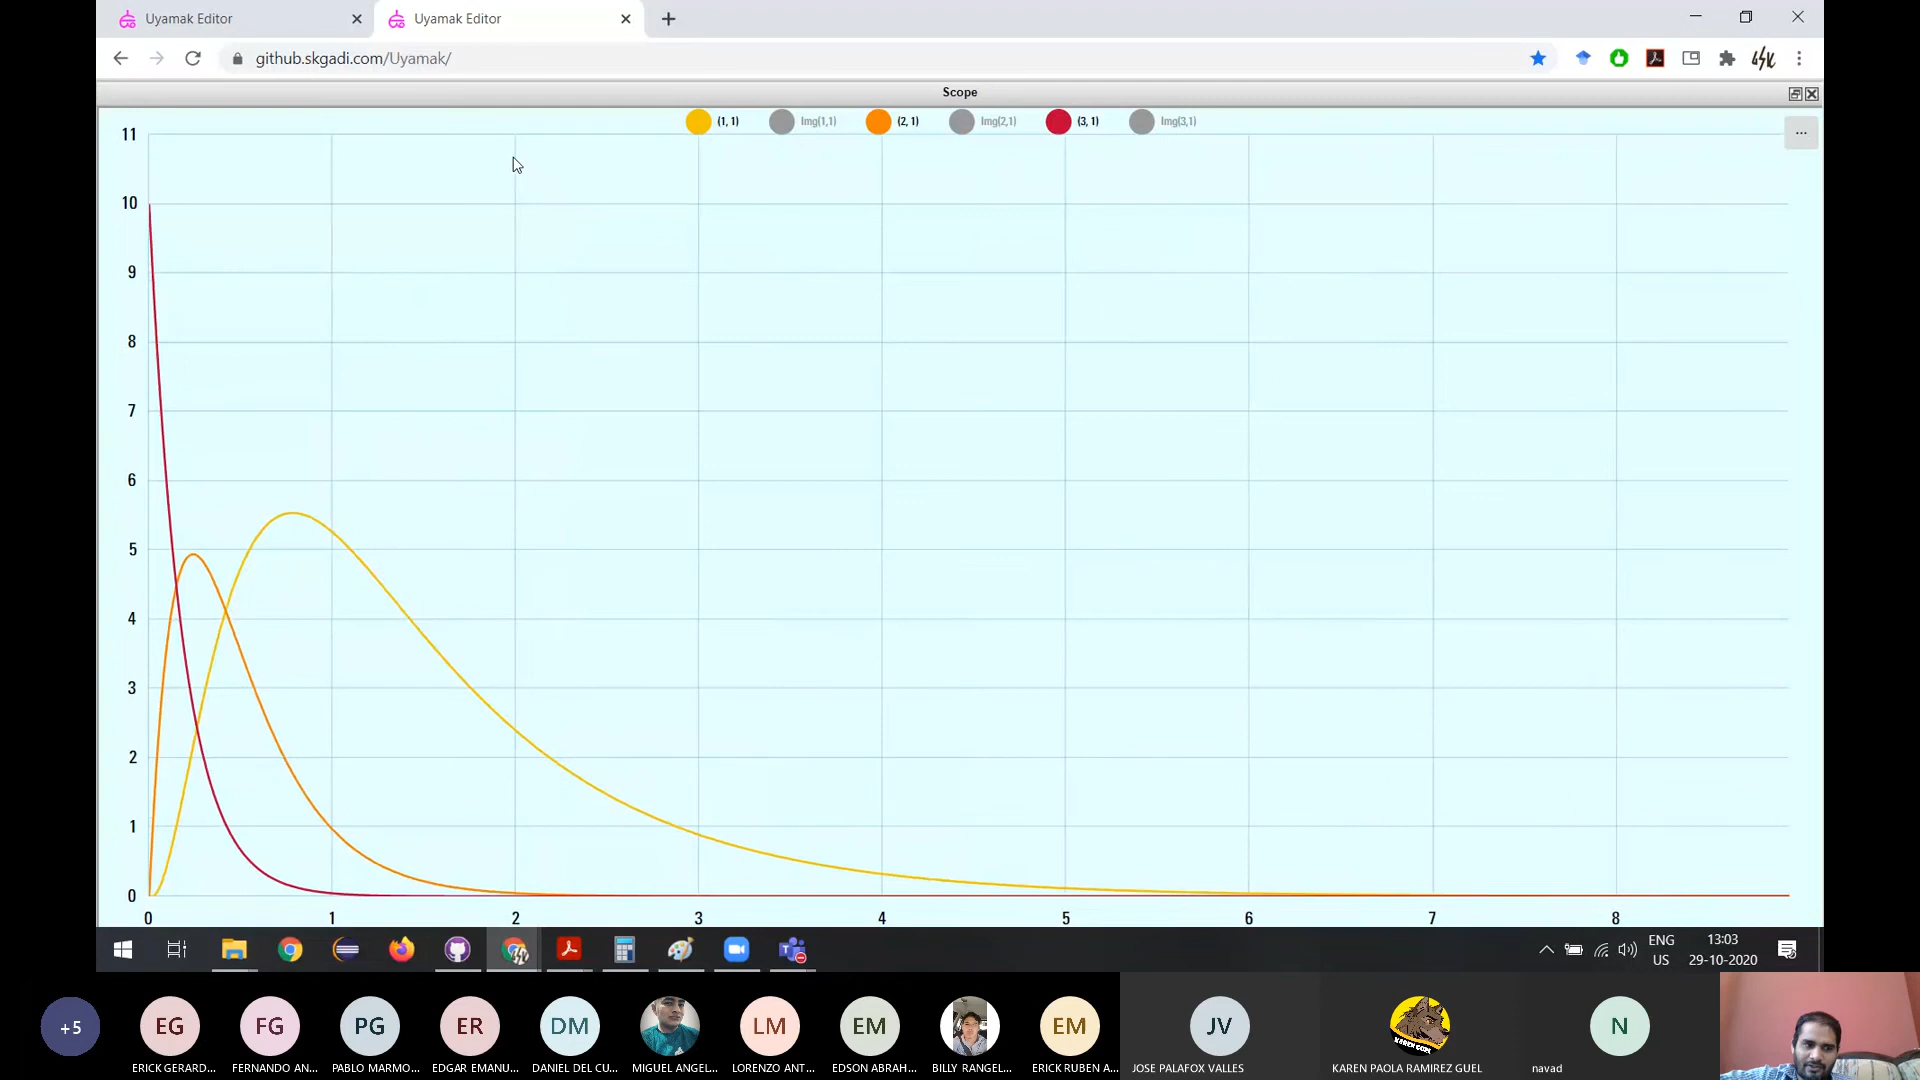 Uyamak Editor
Uyamak Editor
github.skgadi.com/Uyamak/
Scope
(1, 1) Img(1,1) (2, 1) Img(2,1) (3, 1) Img(3,1)
...
11
10
9
8
7
6
5
4
3
2
1
0
0 1 2 3 4 5 6 7 8
ENG
US
13:03
29-10-2020
+5
EG
FG
PG
ER
DM
LM
EM
EM
JV
KAREN GUEL
N
ERICK GERARD...
FERNANDO AN...
PABLO MARMO...
EDGAR EMANU...
DANIEL DEL CU...
MIGUEL ANGEL...
LORENZO ANT...
EDSON ABRAH...
BILLY RANGEL...
ERICK RUBEN A...
JOSE PALAFOX VALLES
KAREN PAOLA RAMIREZ GUEL
navad